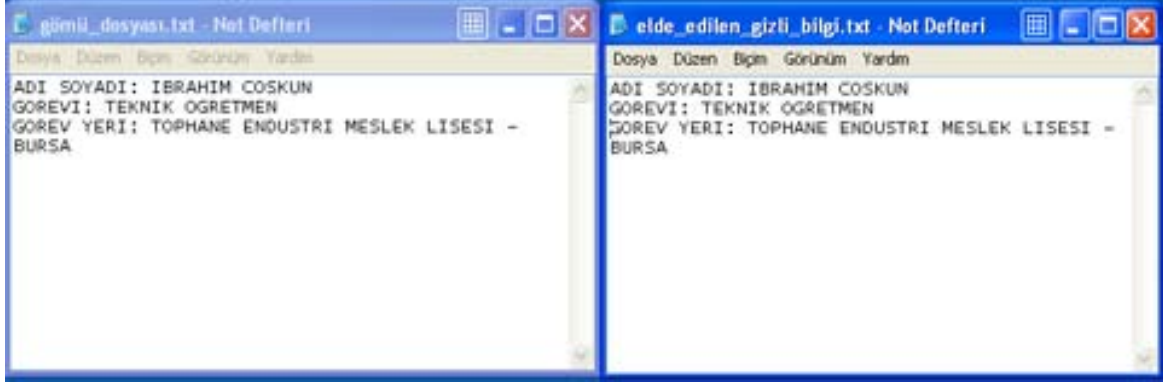 gömü_dosyası.txt - Not Defteri
Dosya Düzen Biçim Görünüm Yardım
ADI SOYADI: IBRAHIM COSKUN
GOREVI: TEKNIK OGRETMEN
GOREV YERI: TOPHANE ENDUSTRI MESLEK LISESI -
BURSA
elde_edilen_gizli_bilgi.txt - Not Defteri
Dosya Düzen Biçim Görünüm Yardım
ADI SOYADI: IBRAHIM COSKUN
GOREVI: TEKNIK OGRETMEN
GOREV YERI: TOPHANE ENDUSTRI MESLEK LISESI -
BURSA